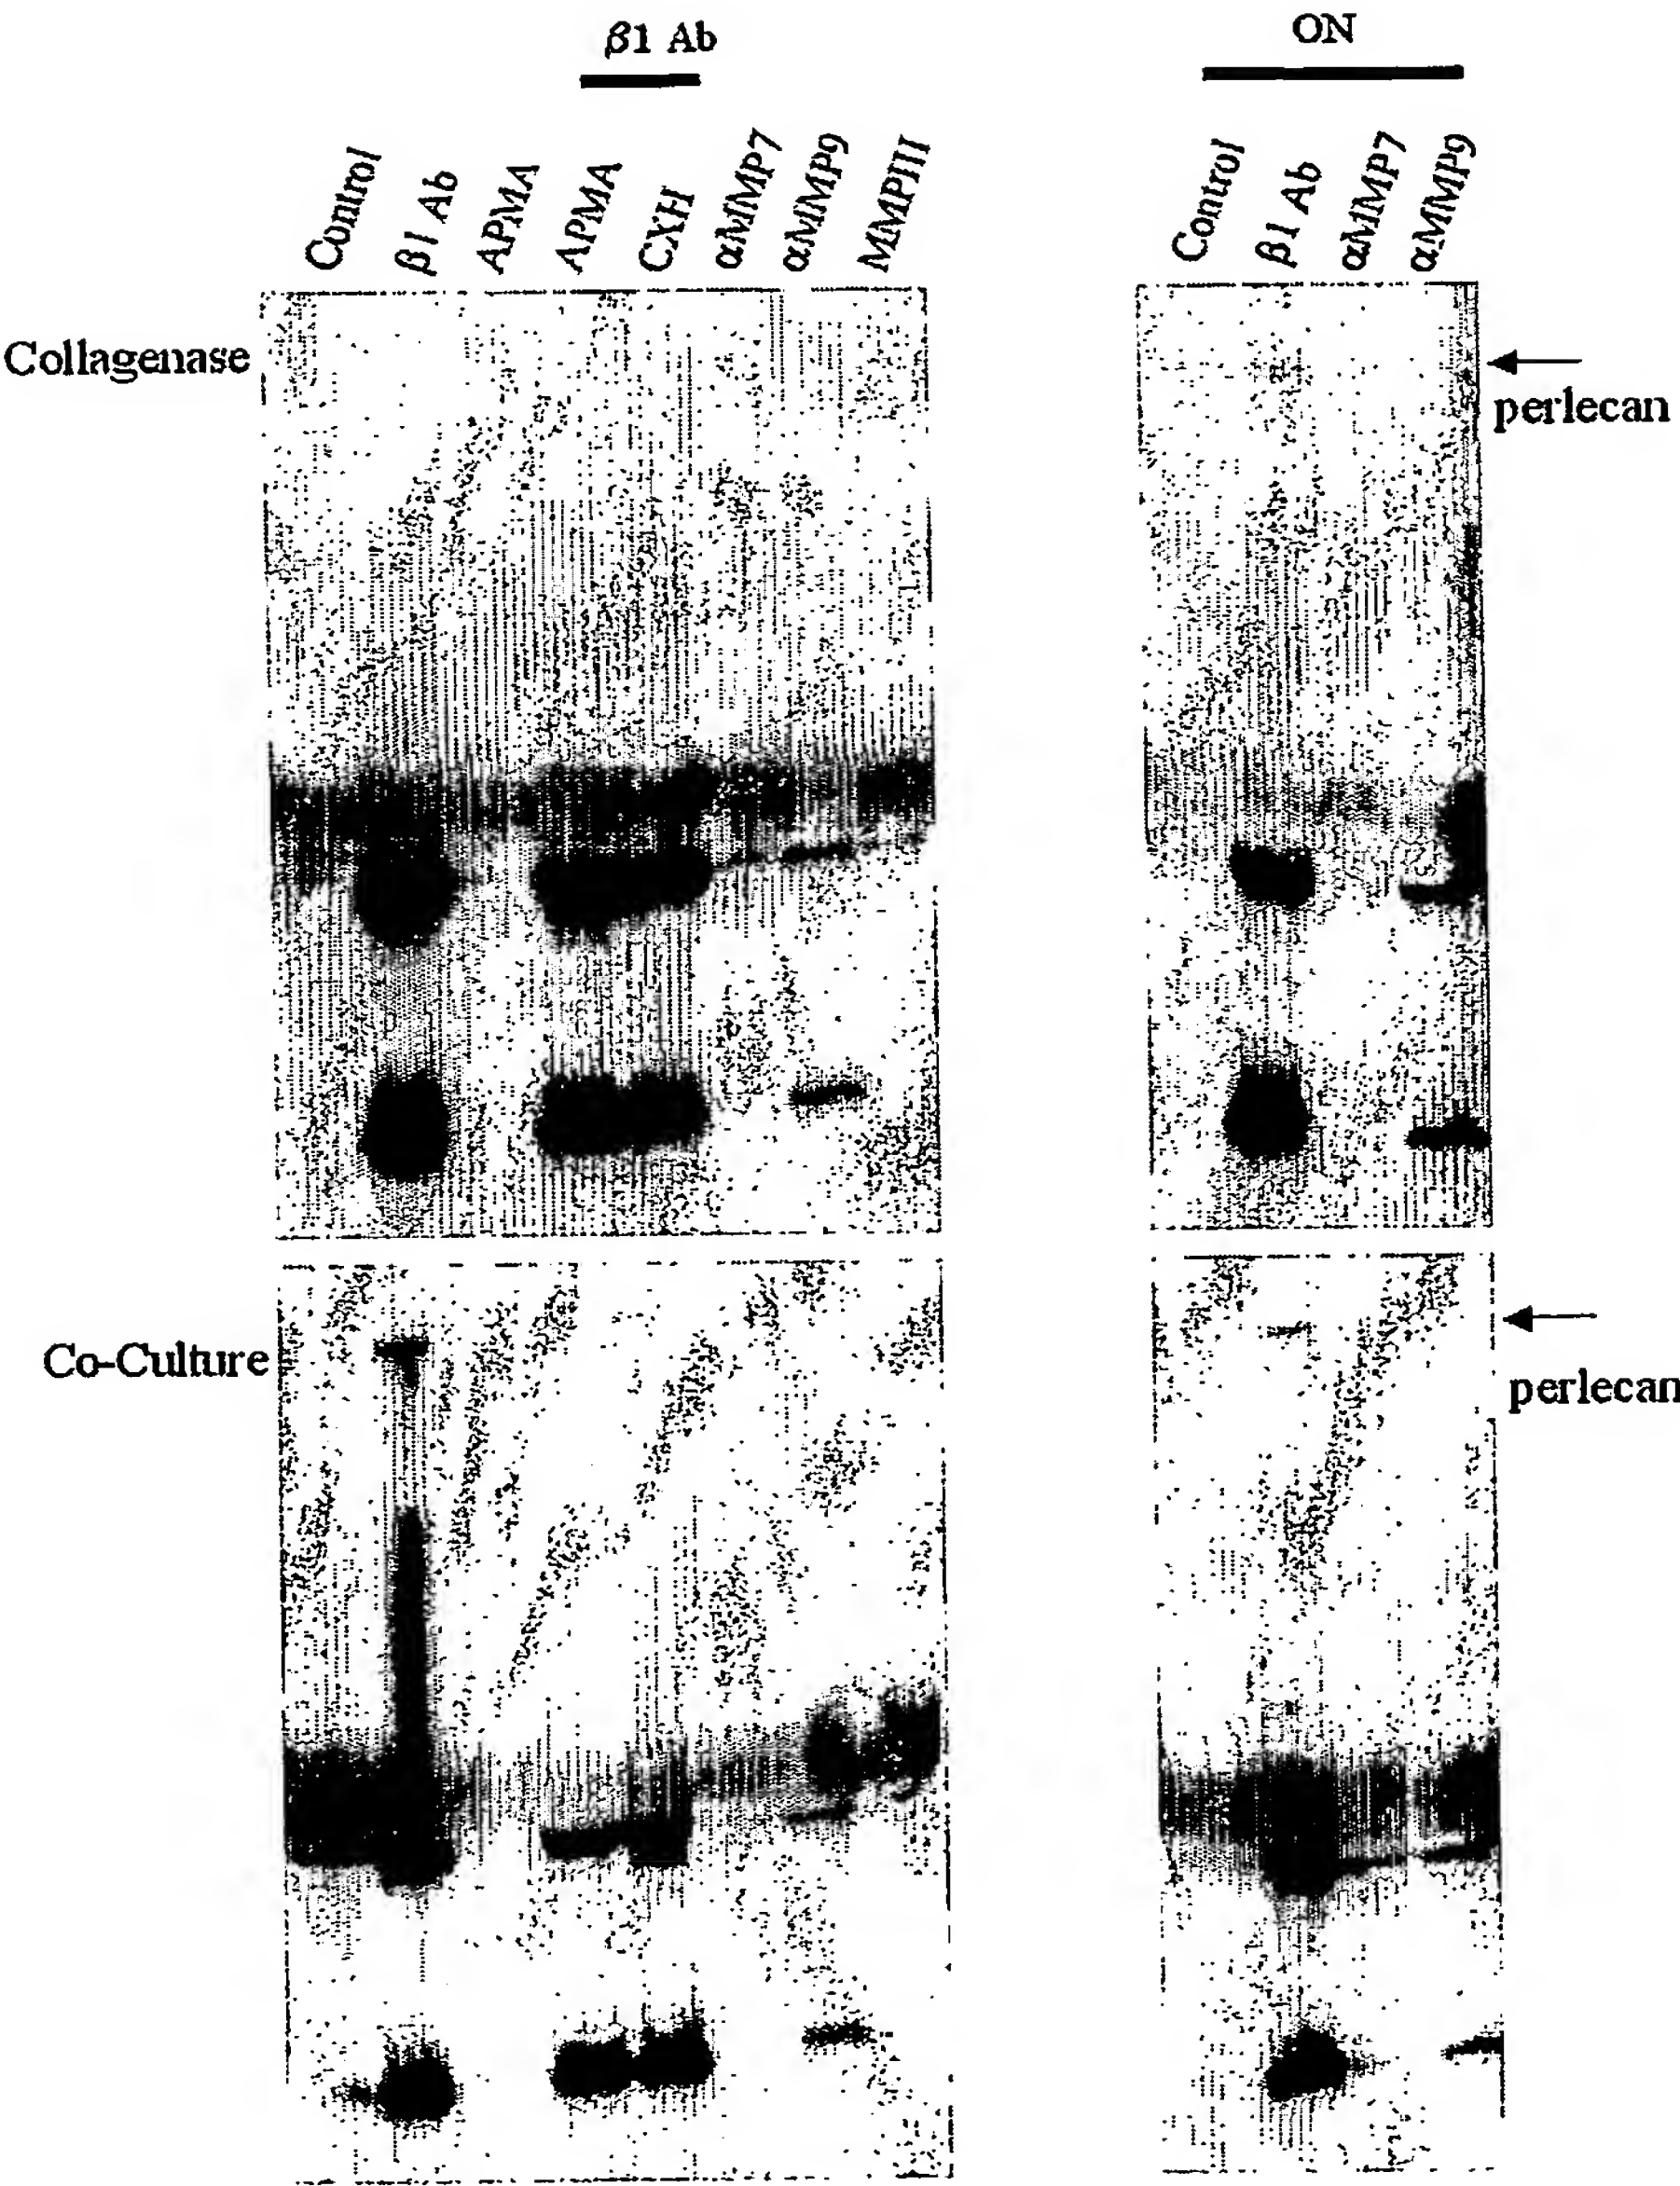 β1 Ab
ON
Control
β1 Ab
APMA
APMA
CXH
αMMP7
αMMP9
MMPIII
Control
β1 Ab
αMMP7
αMMP9
Collagenase
perlecan
Co-Culture
perlecan